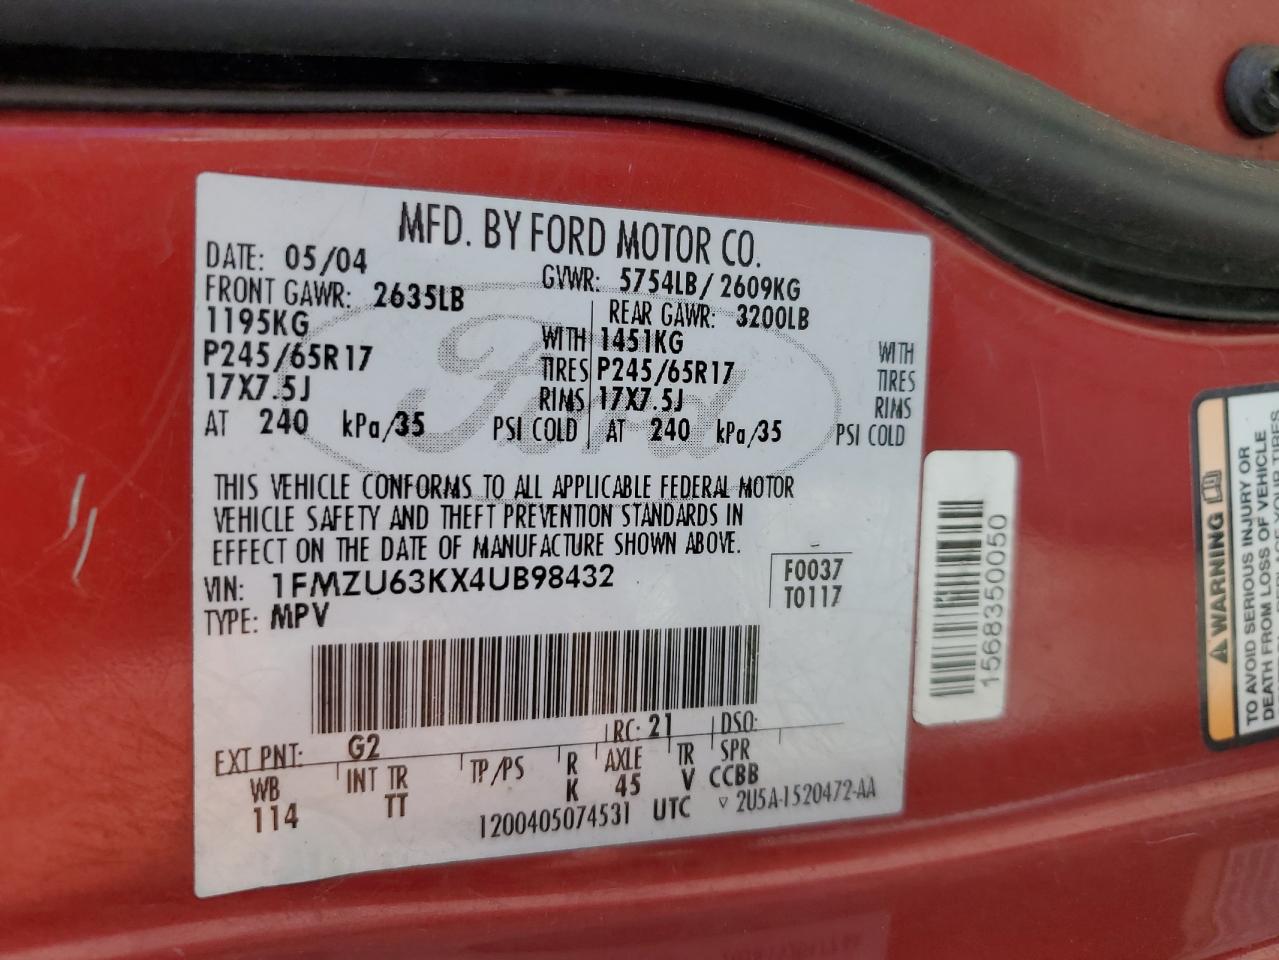 MFD. BY FORD MOTOR CO.
DATE: 05/04 GVWR: 5754LB/2609KG
FRONT GAWR: 2635LB REAR GAWR: 3200LB
1195KG WITH 1451KG WITH
P245/65R17 TIRES P245/65R17 TIRES
17X7.5J RIMS 17X7.5J RIMS
AT 240 kPa/35 PSI COLD AT 240 kPa/35 PSI COLD
Ford
THIS VEHICLE CONFORMS TO ALL APPLICABLE FEDERAL MOTOR
VEHICLE SAFETY AND THEFT PREVENTION STANDARDS IN
EFFECT ON THE DATE OF MANUFACTURE SHOWN ABOVE.
VIN: 1FMZU63KX4UB98432 F0037
TYPE: MPV T0117
EXT PNT: G2 RC: 21 DSO:
WB INT TR TP/PS R AXLE TR SPR
114 TT K 45 V CCBB
1200405074531 UTC ▽ 2U5A-1520472-AA
1568350050
⚠ WARNING
TO AVOID SERIOUS INJURY OR
DEATH FROM LOSS OF VEHICLE
YOUR TIRES